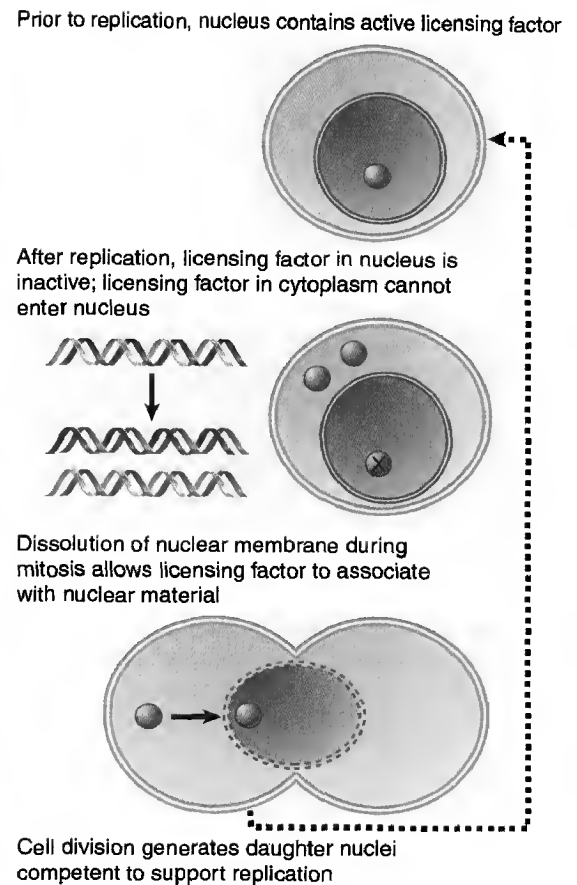 Prior to replication, nucleus contains active licensing factor
After replication, licensing factor in nucleus is
inactive; licensing factor in cytoplasm cannot
enter nucleus
Dissolution of nuclear membrane during
mitosis allows licensing factor to associate
with nuclear material
Cell division generates daughter nuclei
competent to support replication